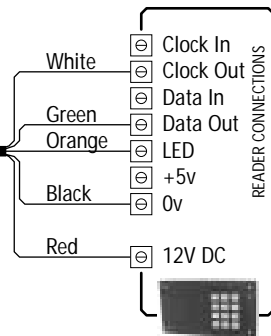 Clock In
White Clock Out
Data In
Green Data Out
Orange LED
+5v
Black 0v
Red 12V DC
READER CONNECTIONS